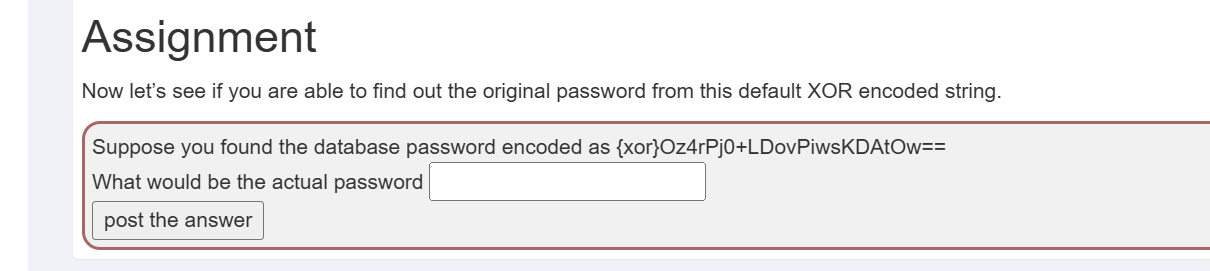 Assignment
Now let’s see if you are able to find out the original password from this default XOR encoded string.
Suppose you found the database password encoded as {xor}Oz4rPj0+LDovPiwsKDAtOw==
What would be the actual password
post the answer